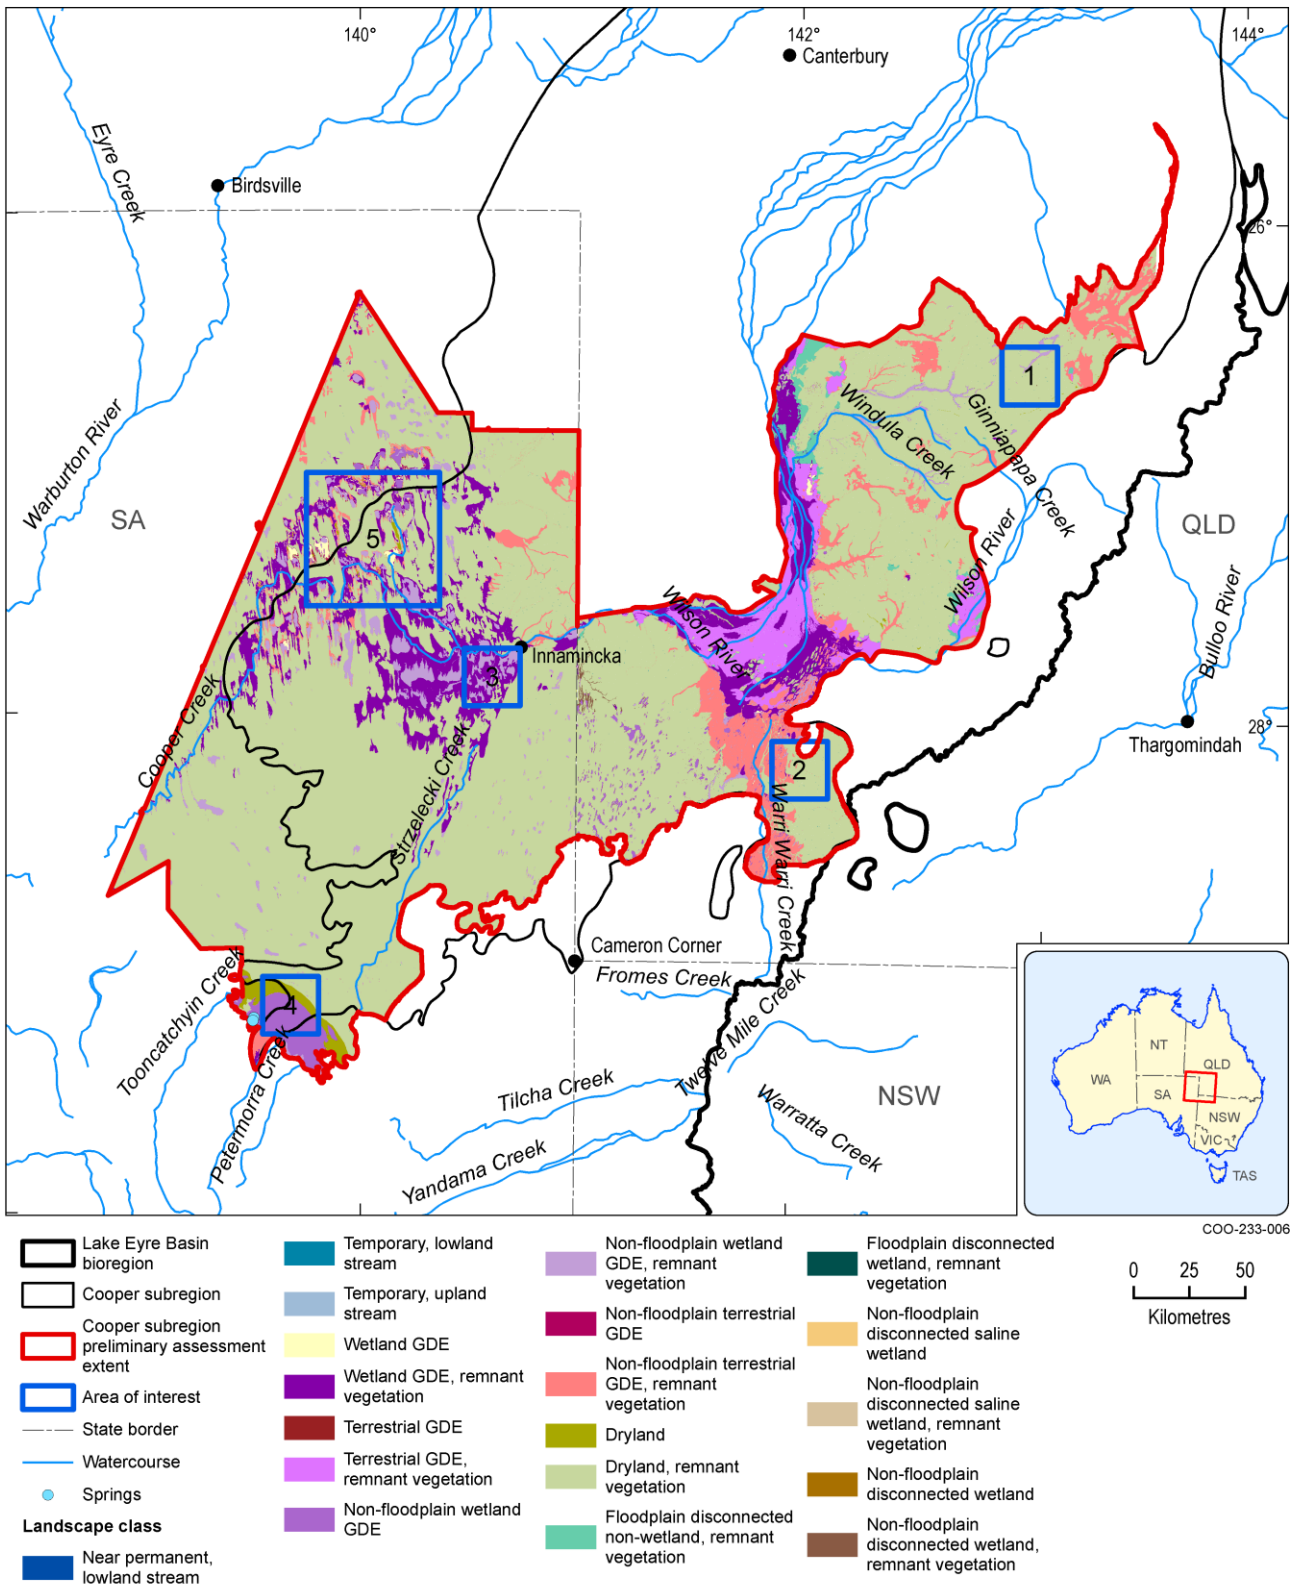 140°
142°
144°
Canterbury
Eyre Creek
Birdsville
26°
1
Windula Creek
Ginniapapa Creek
Warburton River
SA
5
QLD
Wilson River
Wilson River
Bulloo River
Innamincka
3
Cooper Creek
28°
Thargomindah
2
Strzelecki Creek
Warri Warri Creek
Cameron Corner
Fromes Creek
Tooncatchyin Creek
4
Twelve Mile Creek
Petermorra Creek
Tilcha Creek
NSW
Warratta Creek
Yandama Creek
NT
QLD
WA
SA
NSW
VIC
TAS
COO-233-006
Lake Eyre Basin
bioregion
Cooper subregion
Cooper subregion
preliminary assessment
extent
Area of interest
State border
Watercourse
Springs
Landscape class
Near permanent,
lowland stream
Temporary, lowland
stream
Temporary, upland
stream
Wetland GDE
Wetland GDE, remnant
vegetation
Terrestrial GDE
Terrestrial GDE,
remnant vegetation
Non-floodplain wetland
GDE
Non-floodplain wetland
GDE, remnant
vegetation
Non-floodplain terrestrial
GDE
Non-floodplain terrestrial
GDE, remnant
vegetation
Dryland
Dryland, remnant
vegetation
Floodplain disconnected
non-wetland, remnant
vegetation
Floodplain disconnected
wetland, remnant
vegetation
Non-floodplain
disconnected saline
wetland
Non-floodplain
disconnected saline
wetland, remnant
vegetation
Non-floodplain
disconnected wetland
Non-floodplain
disconnected wetland,
remnant vegetation
0 25 50
Kilometres